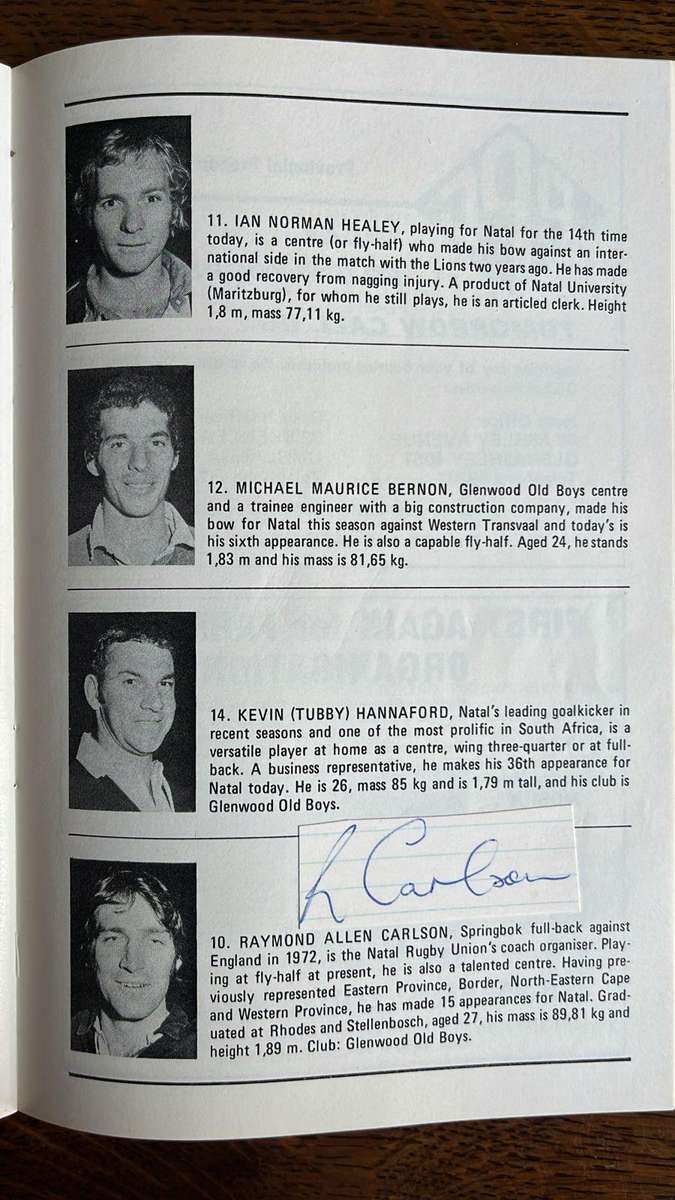 11. IAN NORMAN HEALEY, playing for Natal for the 14th time
today, is a centre (or fly-half) who made his bow against an inter-
national side in the match with the Lions two years ago. He has made
a good recovery from nagging injury. A product of Natal University
(Maritzburg), for whom he still plays, he is an articled clerk. Height
1,8 m, mass 77,11 kg.
12. MICHAEL MAURICE BERNON, Glenwood Old Boys centre
and a trainee engineer with a big construction company, made his
bow for Natal this season against Western Transvaal and today's is
his sixth appearance. He is also a capable fly-half. Aged 24, he stands
1,83 m and his mass is 81,65 kg.
14. KEVIN (TUBBY) HANNAFORD, Natal's leading goalkicker in
recent seasons and one of the most prolific in South Africa, is a
versatile player at home as a centre, wing three-quarter or at full-
back. A business representative, he makes his 36th appearance for
Natal today. He is 26, mass 85 kg and is 1,79 m tall, and his club is
Glenwood Old Boys.
R Carlson
10. RAYMOND ALLEN CARLSON, Springbok full-back against
England in 1972, is the Natal Rugby Union's coach organiser. Play-
ing at fly-half at present, he is also a talented centre. Having pre-
viously represented Eastern Province, Border, North-Eastern Cape
and Western Province, he has made 15 appearances for Natal. Grad-
uated at Rhodes and Stellenbosch, aged 27, his mass is 89,81 kg and
height 1,89 m. Club: Glenwood Old Boys.